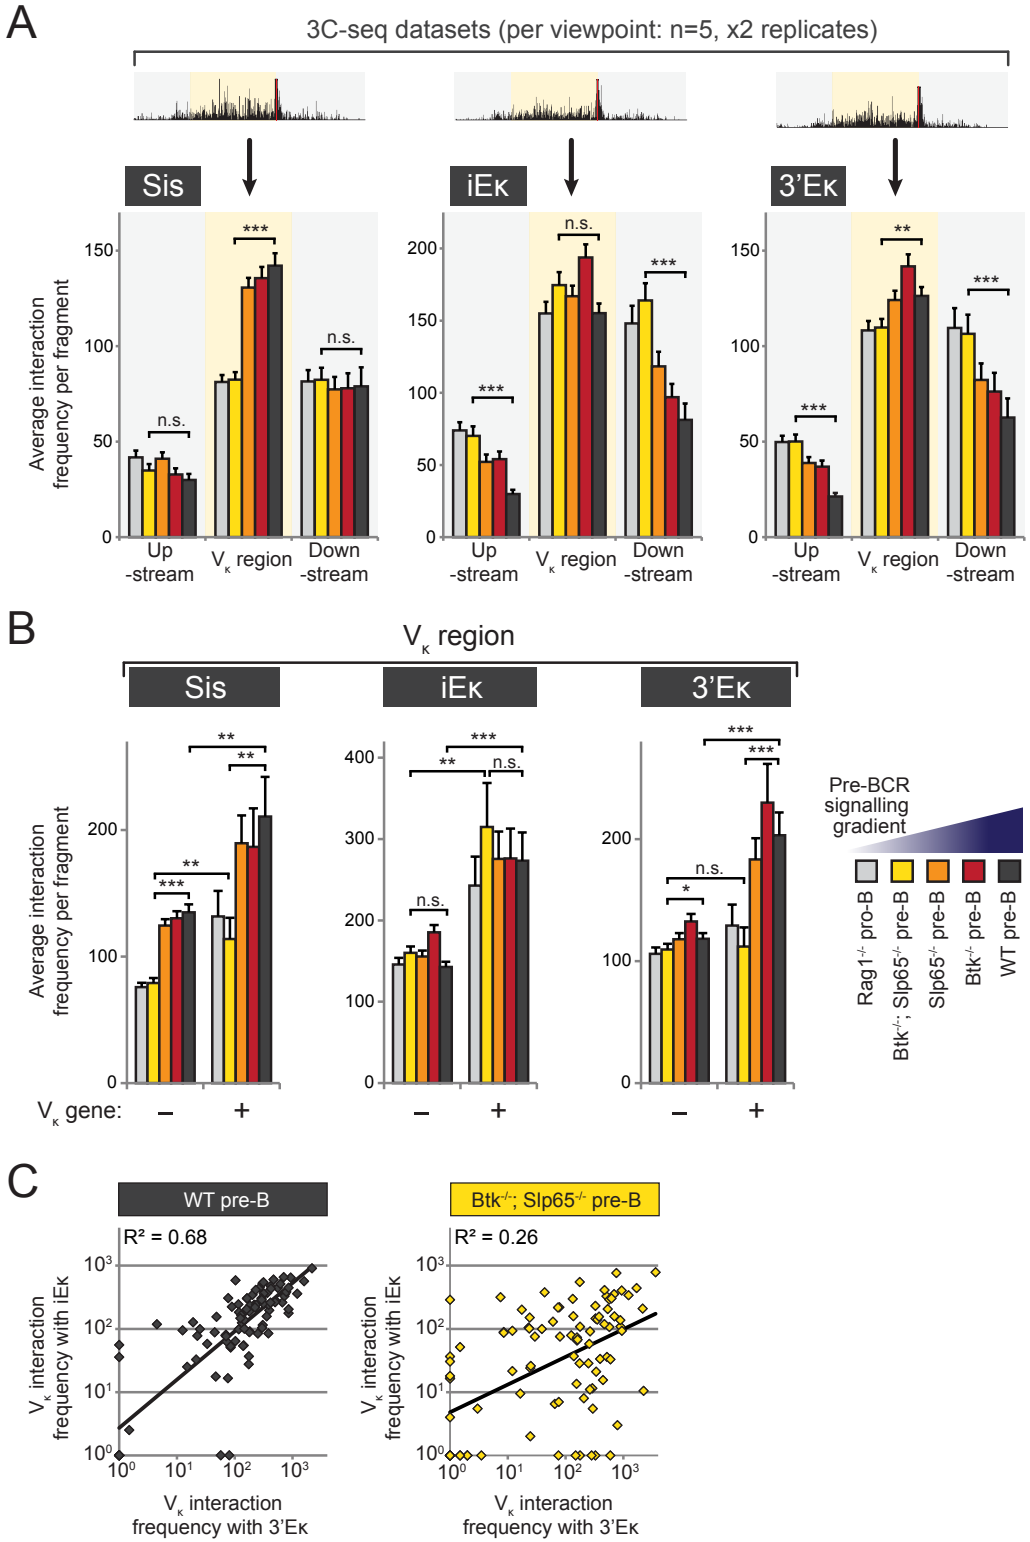 A
3C-seq datasets (per viewpoint: n=5, x2 replicates)
Sis
iEκ
3'Eκ
Average interaction
frequency per fragment
150
100
50
0
n.s.
***
n.s.
Up
-stream
Vκ region
Down
-stream
200
150
100
50
0
***
n.s.
***
Up
-stream
Vκ region
Down
-stream
150
100
50
0
***
**
***
Up
-stream
Vκ region
Down
-stream
B
Vκ region
Sis
iEκ
3'Eκ
Average interaction
frequency per fragment
200
100
0
**
**
**
***
400
300
200
100
0
***
**
n.s.
n.s.
200
100
0
***
***
n.s.
*
Vκ gene:
–
+
–
+
–
+
Pre-BCR
signalling
gradient
Rag1-/- pro-B
Btk-/-; Slp65-/- pre-B
Slp65-/- pre-B
Btk-/- pre-B
WT pre-B
C
WT pre-B
R² = 0.68
Vκ interaction
frequency with iEκ
10³
10²
10¹
10⁰
10⁰
10¹
10²
10³
Vκ interaction
frequency with 3'Eκ
Btk-/-; Slp65-/- pre-B
R² = 0.26
Vκ interaction
frequency with iEκ
10³
10²
10¹
10⁰
10⁰
10¹
10²
10³
Vκ interaction
frequency with 3'Eκ